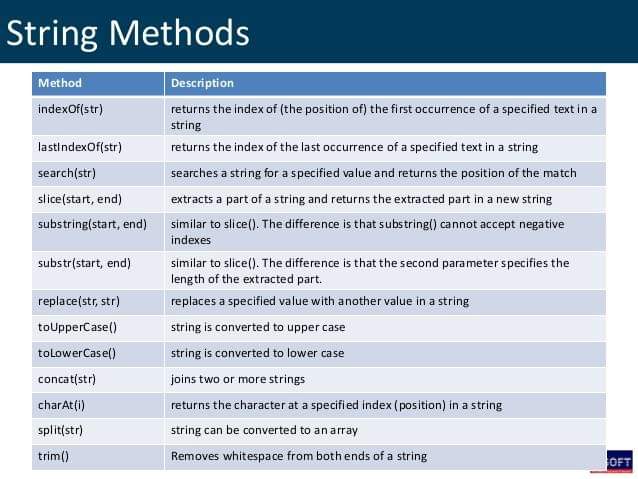 String Methods
Method Description
indexOf(str) returns the index of (the position of) the first occurrence of a specified text in a
string
lastIndexOf(str) returns the index of the last occurrence of a specified text in a string
search(str) searches a string for a specified value and returns the position of the match
slice(start, end) extracts a part of a string and returns the extracted part in a new string
substring(start, end) similar to slice(). The difference is that substring() cannot accept negative
indexes
substr(start, end) similar to slice(). The difference is that the second parameter specifies the
length of the extracted part.
replace(str, str) replaces a specified value with another value in a string
toUpperCase() string is converted to upper case
toLowerCase() string is converted to lower case
concat(str) joins two or more strings
charAt(i) returns the character at a specified index (position) in a string
split(str) string can be converted to an array
trim() Removes whitespace from both ends of a string